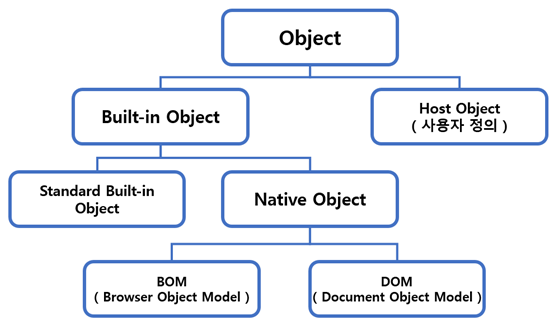 Object
Built-in Object
Host Object
( 사용자 정의 )
Standard Built-in
Object
Native Object
BOM
( Browser Object Model )
DOM
( Document Object Model )